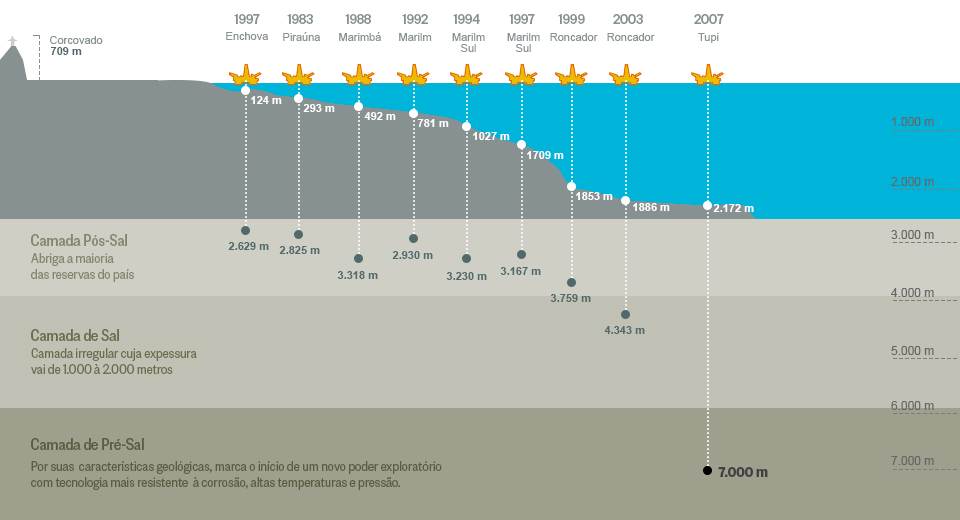 1997
Enchova
1983
Piraúna
1988
Marimbá
1992
Marilm
1994
Marilm
Sul
1997
Marilm
Sul
1999
Roncador
2003
Roncador
2007
Tupi
Corcovado
709 m
124 m
293 m
492 m
781 m
1027 m
1709 m
1853 m
1886 m
2.172 m
1.000 m
2.000 m
3.000 m
4.000 m
5.000 m
6.000 m
7.000 m
Camada Pós-Sal
Abriga a maioria
das reservas do país
2.629 m
2.825 m
3.318 m
2.930 m
3.230 m
3.167 m
3.759 m
4.343 m
Camada de Sal
Camada irregular cuja expessura
vai de 1.000 à 2.000 metros
Camada de Pré-Sal
Por suas características geológicas, marca o início de um novo poder exploratório
com tecnologia mais resistente à corrosão, altas temperaturas e pressão.
7.000 m